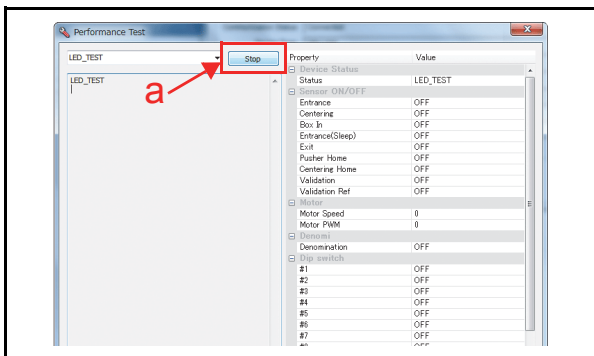 Performance Test
LED_TEST
Stop
LED_TEST
a
Property Value
Device Status
Status LED_TEST
Sensor ON/OFF
Entrance OFF
Centering OFF
Box In OFF
Entrance(Sleep) OFF
Exit OFF
Pusher Home OFF
Centering Home OFF
Validation OFF
Validation Ref OFF
Motor
Motor Speed 0
Motor PWM 0
Denomi
Denomination OFF
Dip switch
#1 OFF
#2 OFF
#3 OFF
#4 OFF
#5 OFF
#6 OFF
#7 OFF